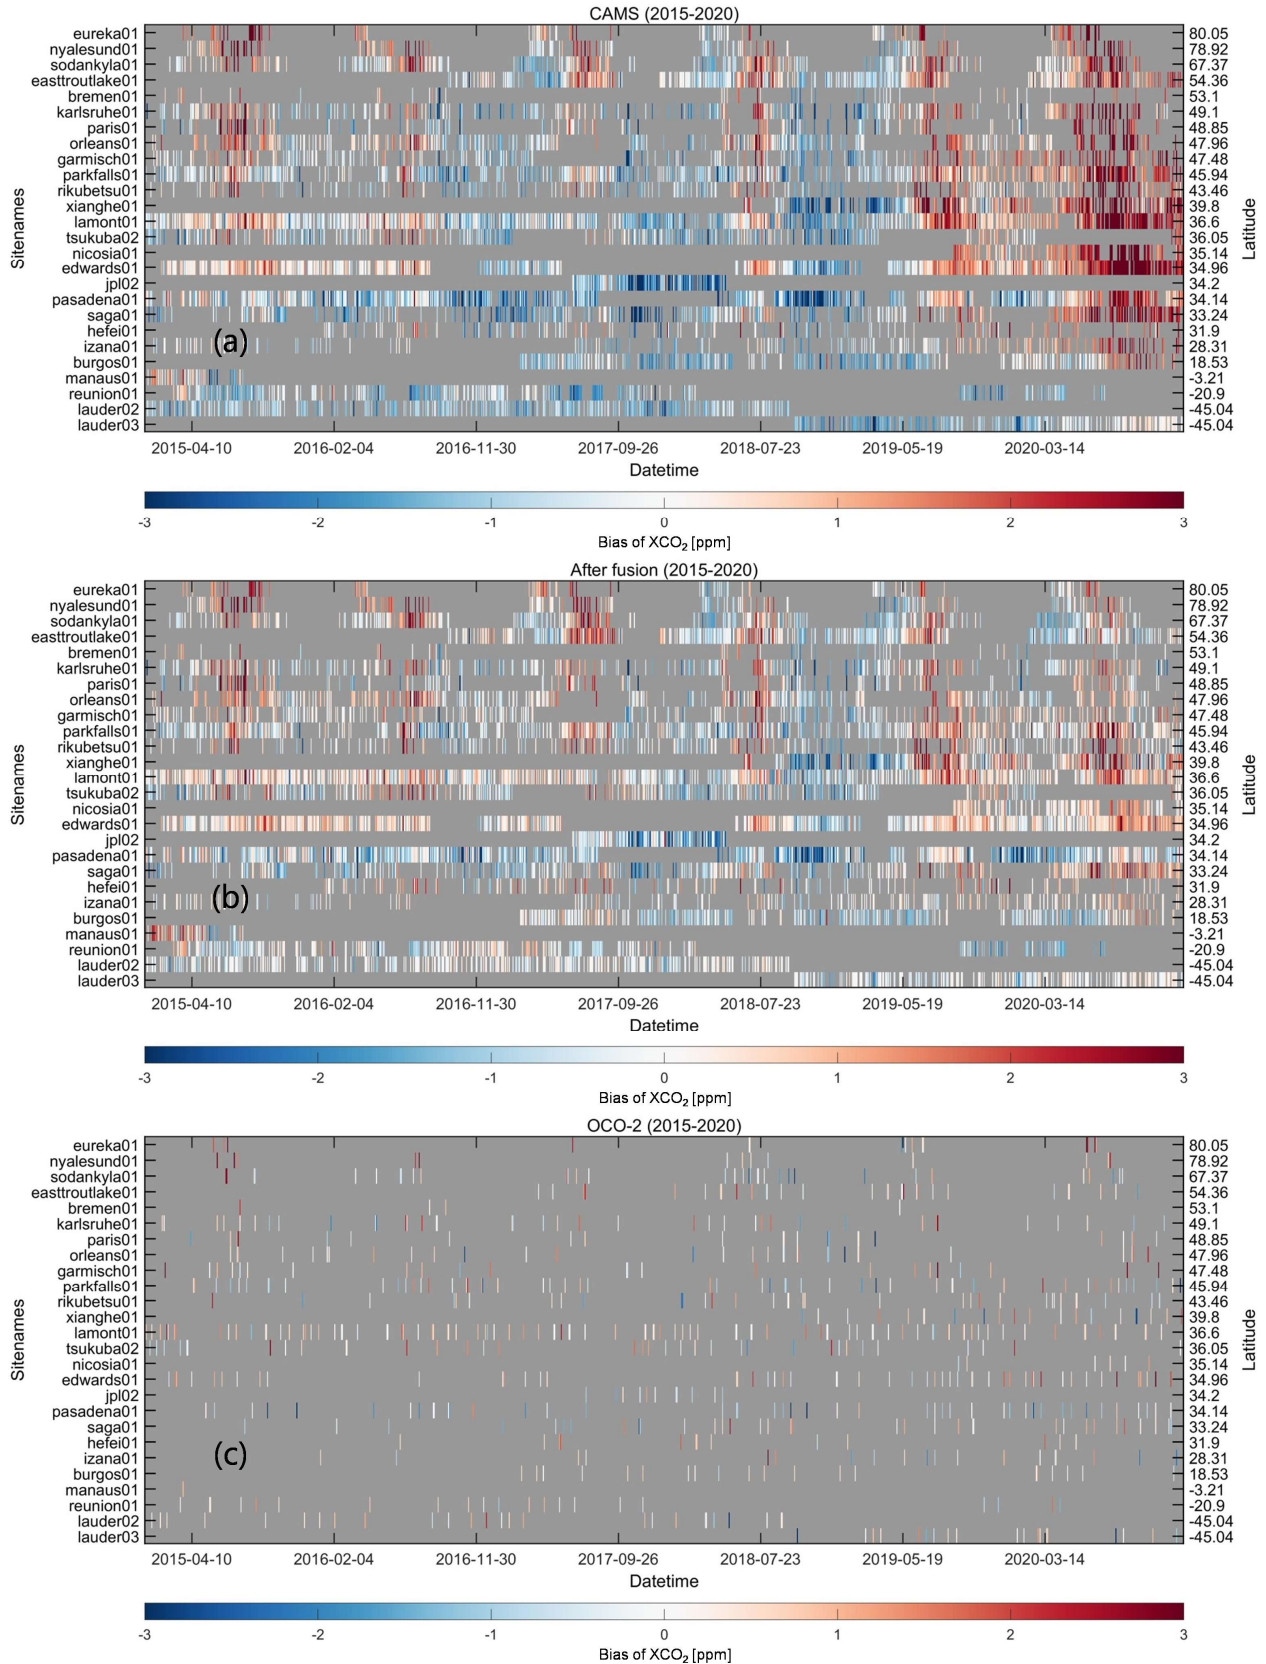 CAMS (2015-2020)
eureka01 80.05
nyalesund01 78.92
sodankyla01 67.37
easttroutlake01 54.36
bremen01 53.1
karlsruhe01 49.1
paris01 48.85
orleans01 47.96
garmisch01 47.48
parkfalls01 45.94
rikubetsu01 43.46
xianghe01 39.8
lamont01 36.6
tsukuba02 36.05
nicosia01 35.14
edwards01 34.96
jpl02 34.2
pasadena01 34.14
saga01 33.24
hefei01 31.9
izana01 28.31
burgos01 18.53
manaus01 -3.21
reunion01 -20.9
lauder02 -45.04
lauder03 -45.04
Sitenames
Latitude
(a)
2015-04-10 2016-02-04 2016-11-30 2017-09-26 2018-07-23 2019-05-19 2020-03-14
Datetime
-3 -2 -1 0 1 2 3
Bias of XCO₂ [ppm]
After fusion (2015-2020)
eureka01 80.05
nyalesund01 78.92
sodankyla01 67.37
easttroutlake01 54.36
bremen01 53.1
karlsruhe01 49.1
paris01 48.85
orleans01 47.96
garmisch01 47.48
parkfalls01 45.94
rikubetsu01 43.46
xianghe01 39.8
lamont01 36.6
tsukuba02 36.05
nicosia01 35.14
edwards01 34.96
jpl02 34.2
pasadena01 34.14
saga01 33.24
hefei01 31.9
izana01 28.31
burgos01 18.53
manaus01 -3.21
reunion01 -20.9
lauder02 -45.04
lauder03 -45.04
Sitenames
Latitude
(b)
2015-04-10 2016-02-04 2016-11-30 2017-09-26 2018-07-23 2019-05-19 2020-03-14
Datetime
-3 -2 -1 0 1 2 3
Bias of XCO₂ [ppm]
OCO-2 (2015-2020)
eureka01 80.05
nyalesund01 78.92
sodankyla01 67.37
easttroutlake01 54.36
bremen01 53.1
karlsruhe01 49.1
paris01 48.85
orleans01 47.96
garmisch01 47.48
parkfalls01 45.94
rikubetsu01 43.46
xianghe01 39.8
lamont01 36.6
tsukuba02 36.05
nicosia01 35.14
edwards01 34.96
jpl02 34.2
pasadena01 34.14
saga01 33.24
hefei01 31.9
izana01 28.31
burgos01 18.53
manaus01 -3.21
reunion01 -20.9
lauder02 -45.04
lauder03 -45.04
Sitenames
Latitude
(c)
2015-04-10 2016-02-04 2016-11-30 2017-09-26 2018-07-23 2019-05-19 2020-03-14
Datetime
-3 -2 -1 0 1 2 3
Bias of XCO₂ [ppm]